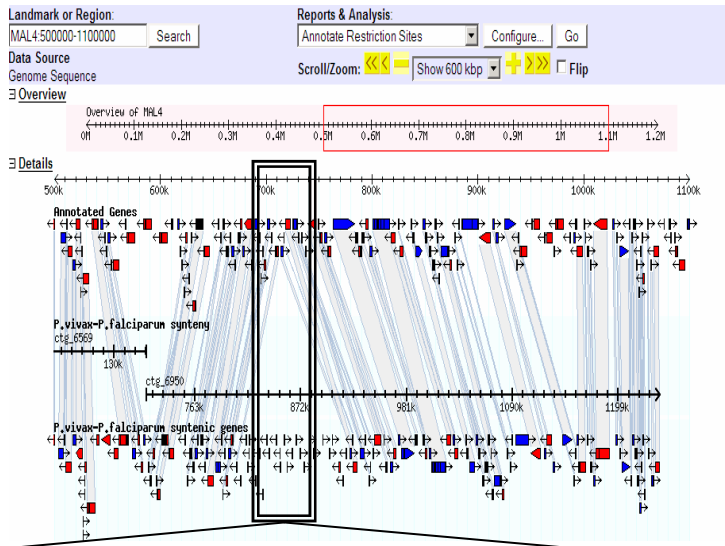 Landmark or Region:
MAL4:500000-1100000 Search
Data Source
Genome Sequence
Reports & Analysis:
Annotate Restriction Sites Configure... Go
Scroll/Zoom: << - Show 600 kbp + >> Flip
Overview
Overview of MAL4
0M 0.1M 0.2M 0.3M 0.4M 0.5M 0.6M 0.7M 0.8M 0.9M 1M 1.1M 1.2M
Details
500k 600k 700k 800k 900k 1000k 1100k
Annotated Genes
P.vivax-P.falciparum synteny
ctg_6569
130k
ctg_6950
763k 872k 981k 1090k 1199k
P.vivax-P.falciparum syntenic genes